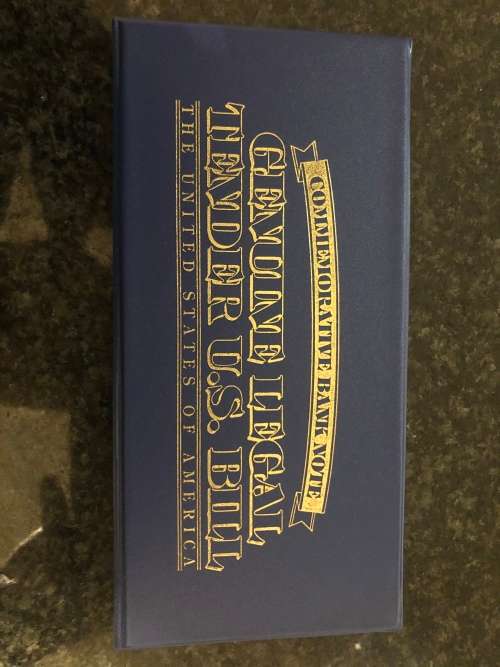 COMMEMORATIVE BANK NOTE
GENUINE LEGAL
TENDER U.S. BILL
THE UNITED STATES OF AMERICA